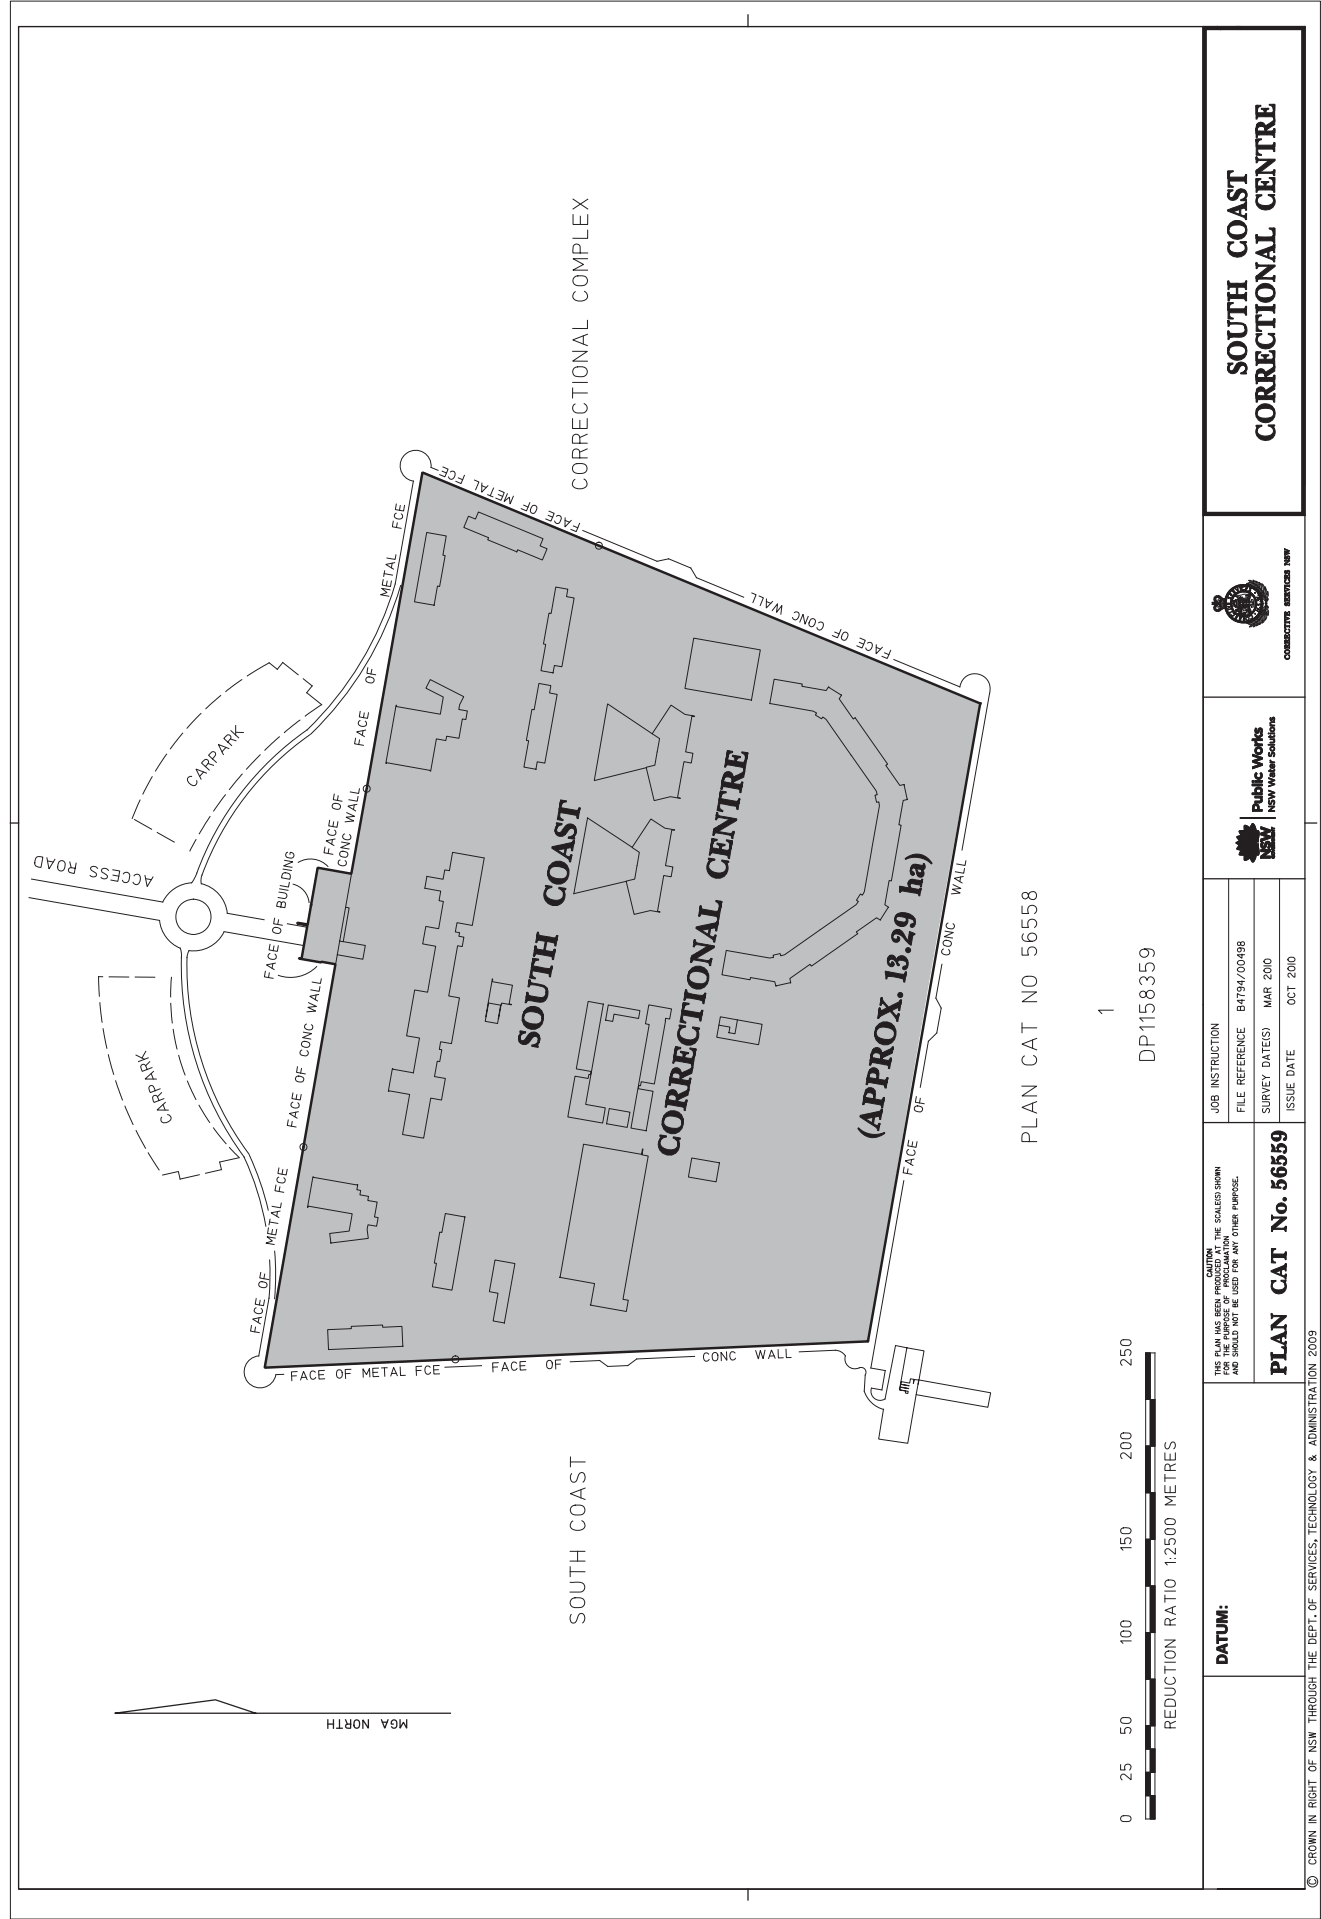 ACCESS ROAD
CARPARK
CARPARK
FACE OF METAL FCE
FACE OF CONC WALL
FACE OF BUILDING
FACE OF
CONC WALL
FACE OF METAL FCE
FACE OF METAL FCE
FACE OF CONC WALL
FACE OF METAL FCE
FACE OF CONC WALL
FACE OF CONC WALL
SOUTH COAST
CORRECTIONAL CENTRE
(APPROX. 13.29 ha)
SOUTH COAST
CORRECTIONAL COMPLEX
MGA NORTH
PLAN CAT NO 56558
1
DP1158359
0 25 50 100 150 200 250
REDUCTION RATIO 1:2500 METRES
DATUM:
CAUTION
THIS PLAN HAS BEEN PRODUCED AT THE SCALE(S) SHOWN
FOR THE PURPOSE OF PROCLAMATION
AND SHOULD NOT BE USED FOR ANY OTHER PURPOSE.
PLAN CAT No. 56559
JOB INSTRUCTION
FILE REFERENCE B4794/00498
SURVEY DATE(S) MAR 2010
ISSUE DATE OCT 2010
NSW
Public Works
NSW Water Solutions
CORRECTIVE SERVICES NSW
SOUTH COAST
CORRECTIONAL CENTRE
© CROWN IN RIGHT OF NSW THROUGH THE DEPT. OF SERVICES, TECHNOLOGY & ADMINISTRATION 2009